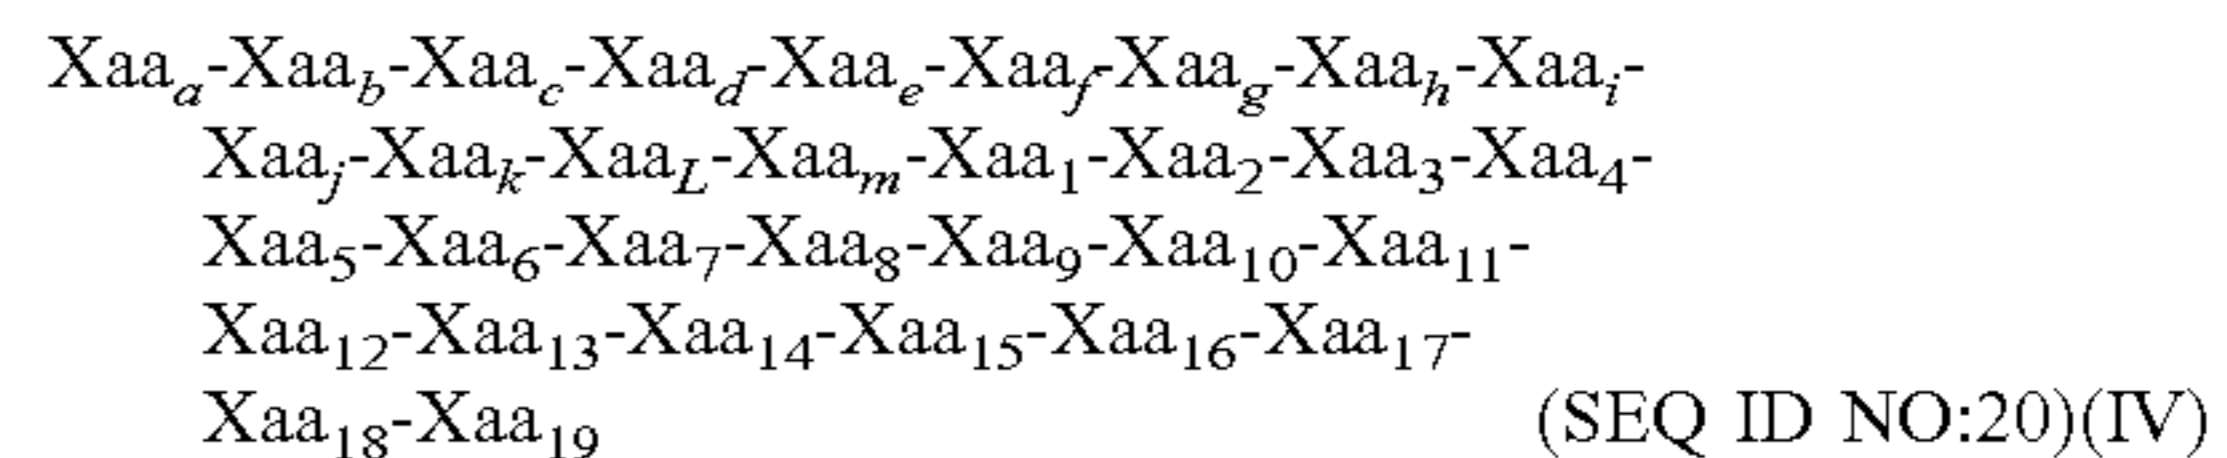 Xaa_a-Xaa_b-Xaa_c-Xaa_d-Xaa_e-Xaa_f-Xaa_g-Xaa_h-Xaa_i-
Xaa_j-Xaa_k-Xaa_L-Xaa_m-Xaa_1-Xaa_2-Xaa_3-Xaa_4-
Xaa_5-Xaa_6-Xaa_7-Xaa_8-Xaa_9-Xaa_10-Xaa_11-
Xaa_12-Xaa_13-Xaa_14-Xaa_15-Xaa_16-Xaa_17-
Xaa_18-Xaa_19 (SEQ ID NO:20)(IV)